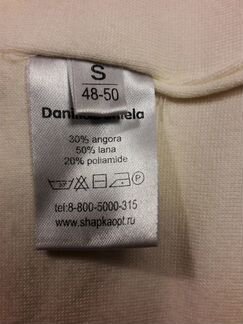 S
48-50
30% angora
50% lana
20% poliamide
tel:8-800-5000-315
www.shapkaopt.ru